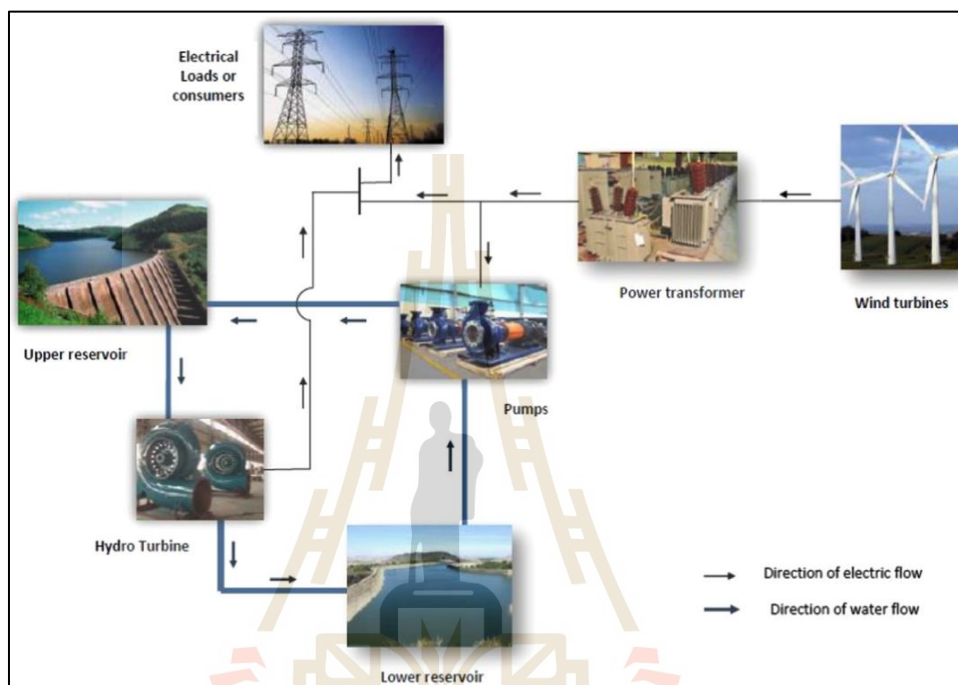 Electrical
Loads or
consumers
Power transformer
Wind turbines
Upper reservoir
Pumps
Hydro Turbine
Direction of electric flow
Direction of water flow
Lower reservoir